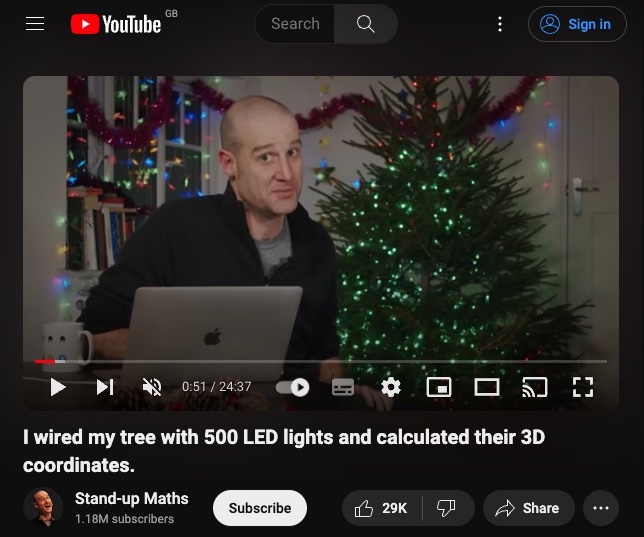 YouTube GB
Search
Sign in
0:51 / 24:37
I wired my tree with 500 LED lights and calculated their 3D
coordinates.
Stand-up Maths
1.18M subscribers
Subscribe
29K
Share